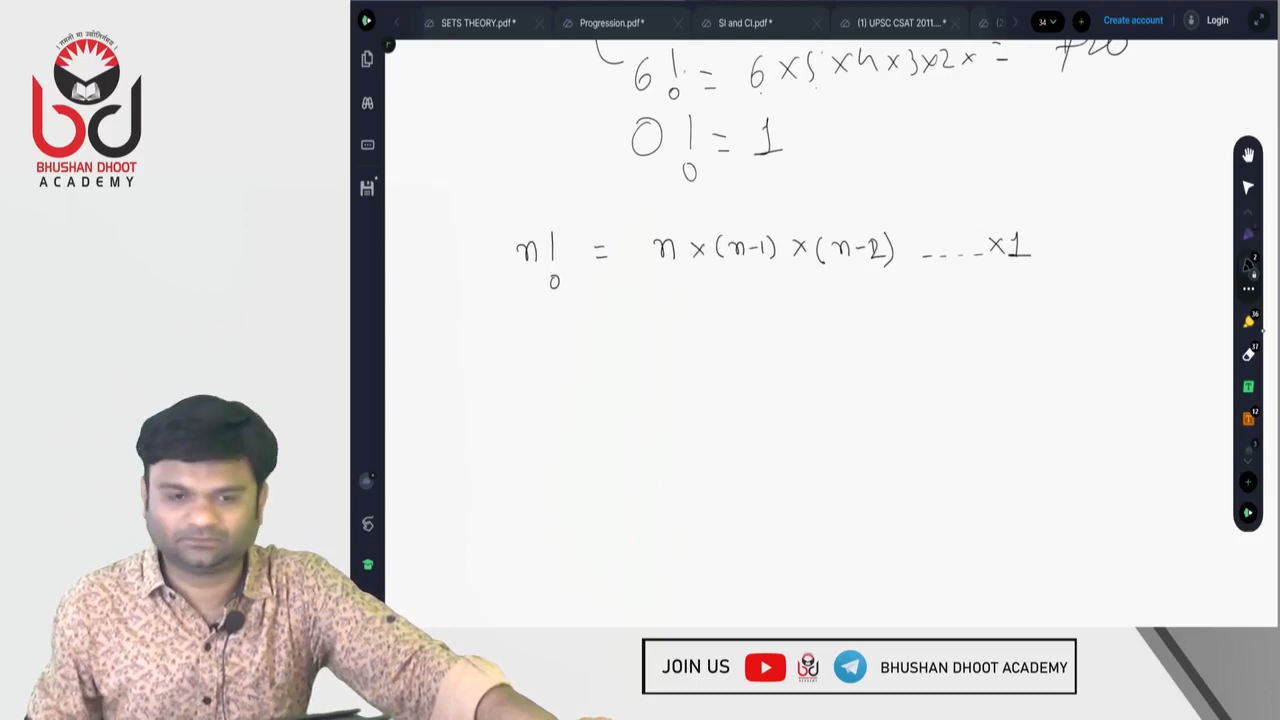 SETS THEORY.pdf*
Progression.pdf*
SI and CI.pdf*
(1) UPSC CSAT 2011....*
34
Create account
Login
6! = 6 × 5 × 4 × 3 × 2 × = 720
0! = 1
n! = n × (n-1) × (n-2) ..... × 1
BHUSHAN DHOOT
ACADEMY
JOIN US
BHUSHAN DHOOT ACADEMY